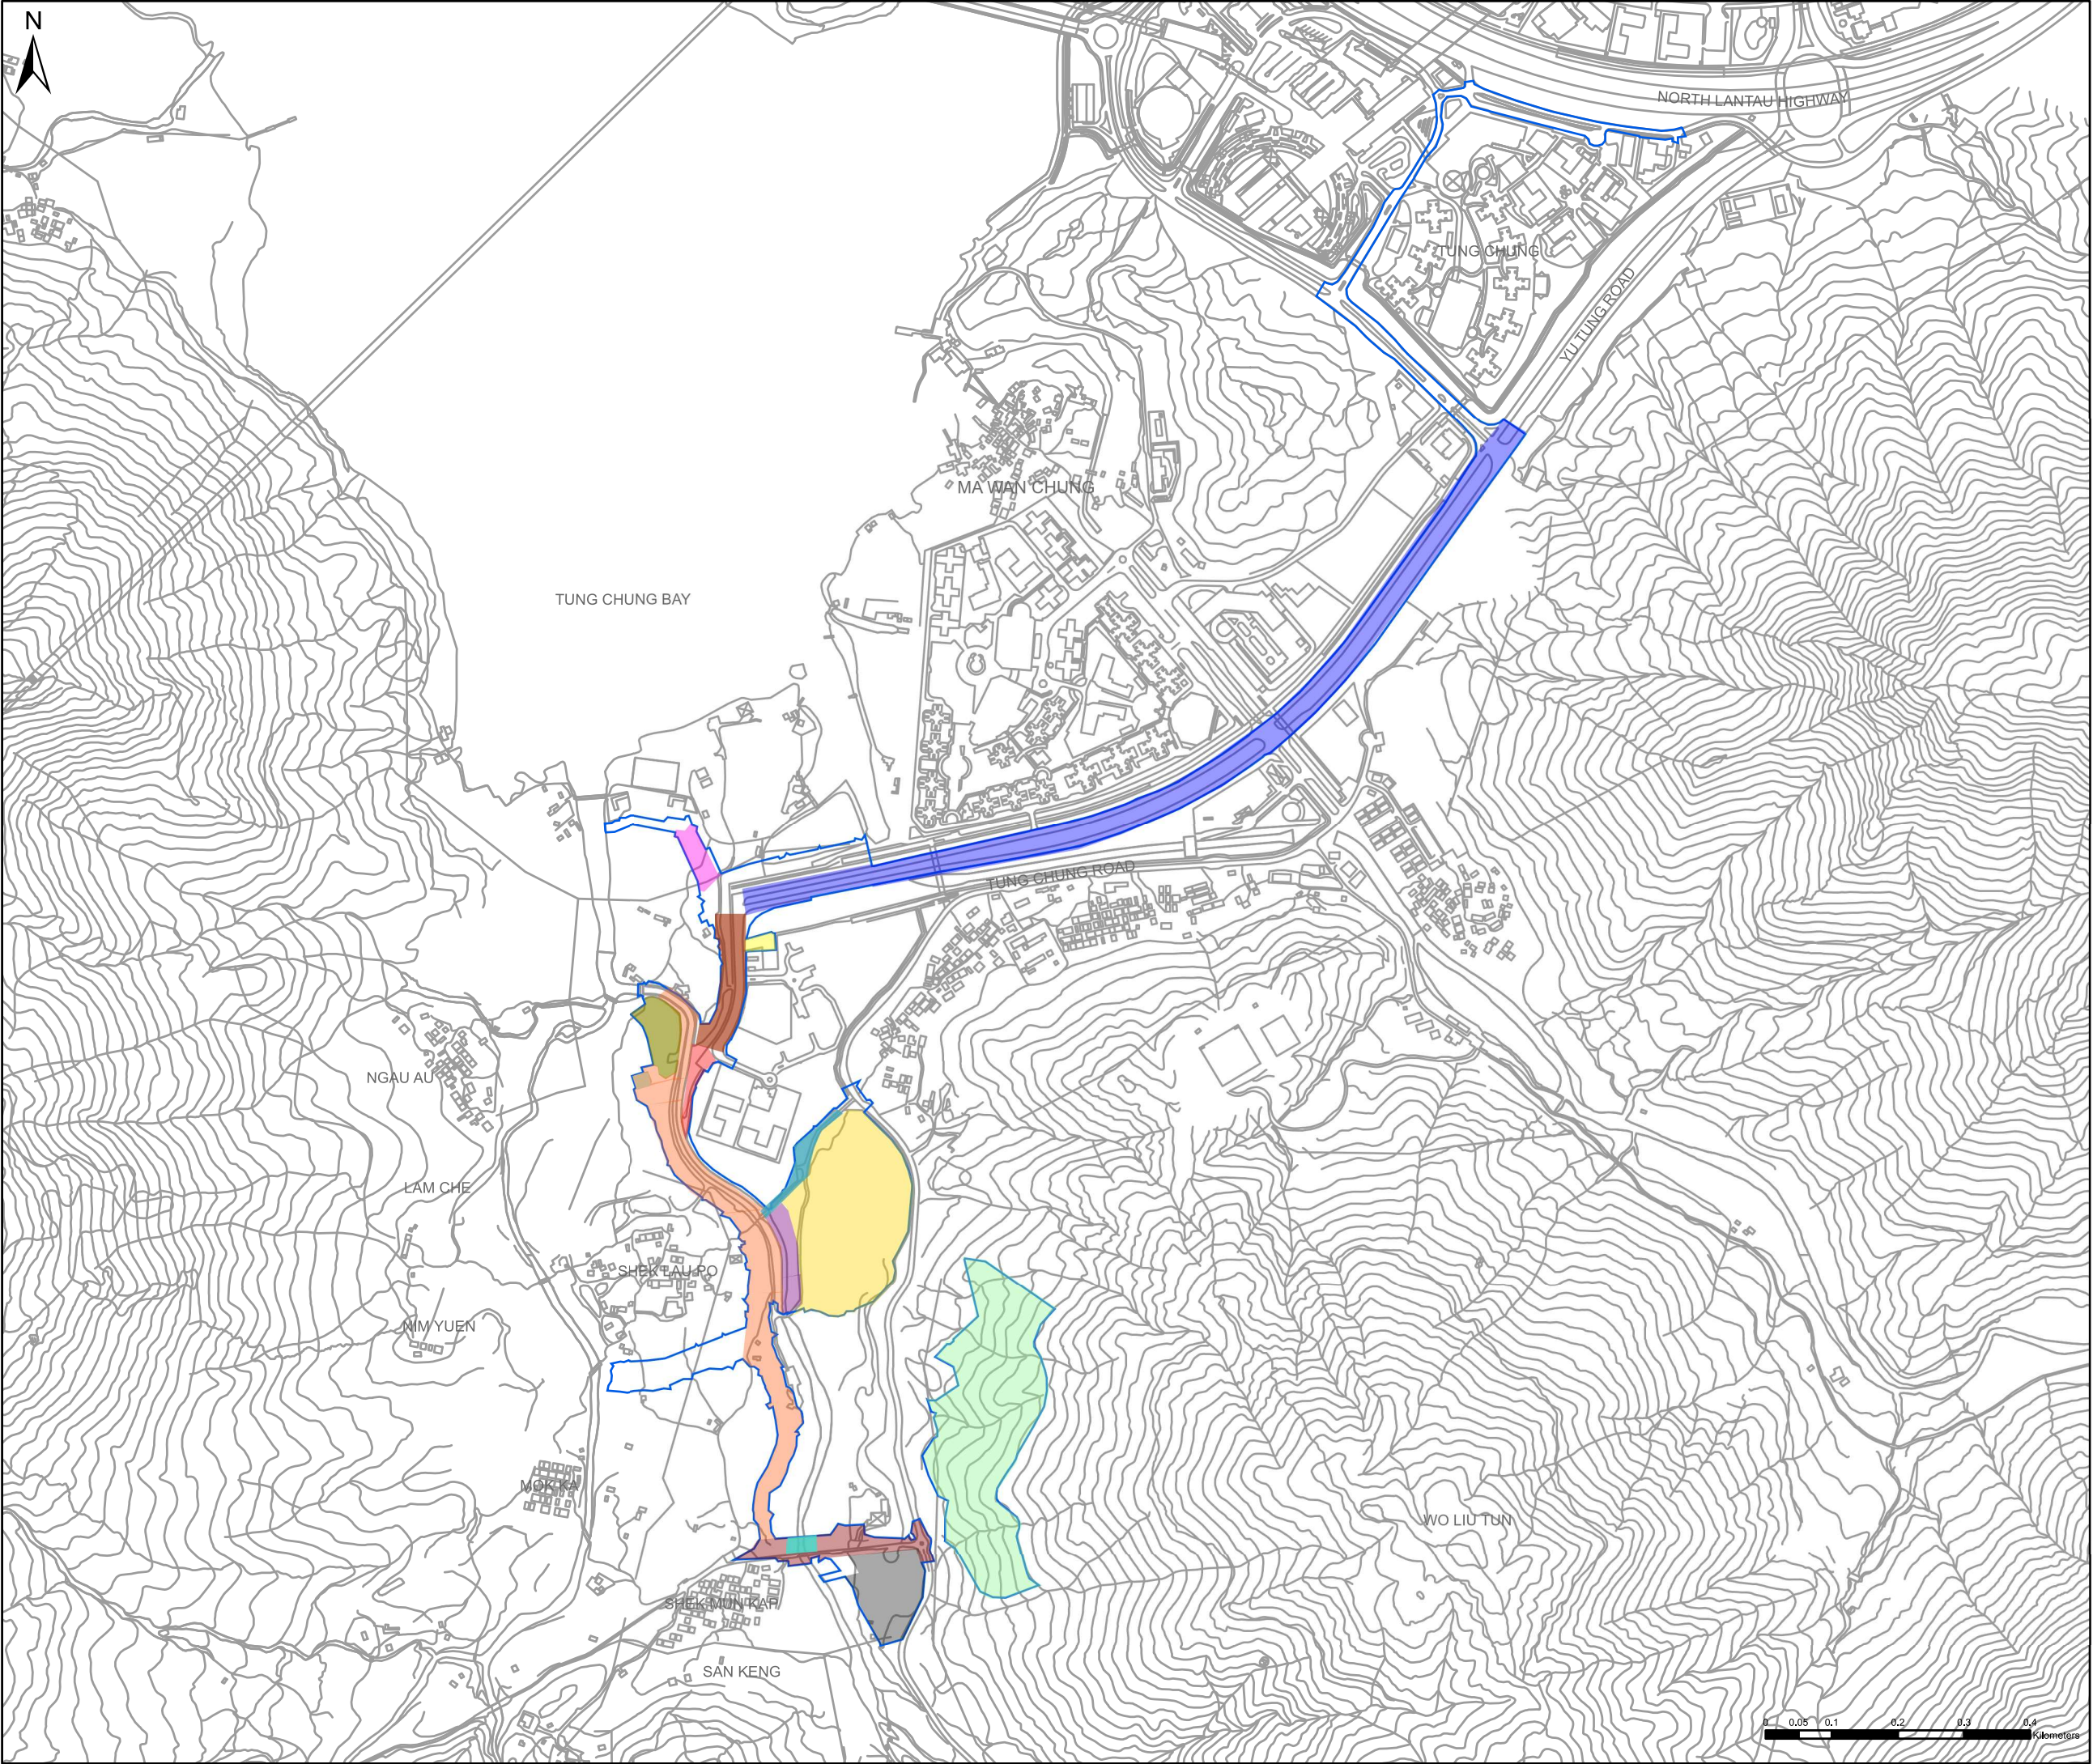 N
NORTH LANTAU HIGHWAY
TUNG CHUNG
YU TUNG ROAD
MA WAN CHUNG
TUNG CHUNG BAY
TUNG CHUNG ROAD
NGAU AU
LAM CHE
SHEK LAU PO
NIM YUEN
MOK KA
WO LIU TUN
SHEK MUN KAP
SAN KENG
0 0.05 0.1 0.2 0.3 0.4
Kilometers